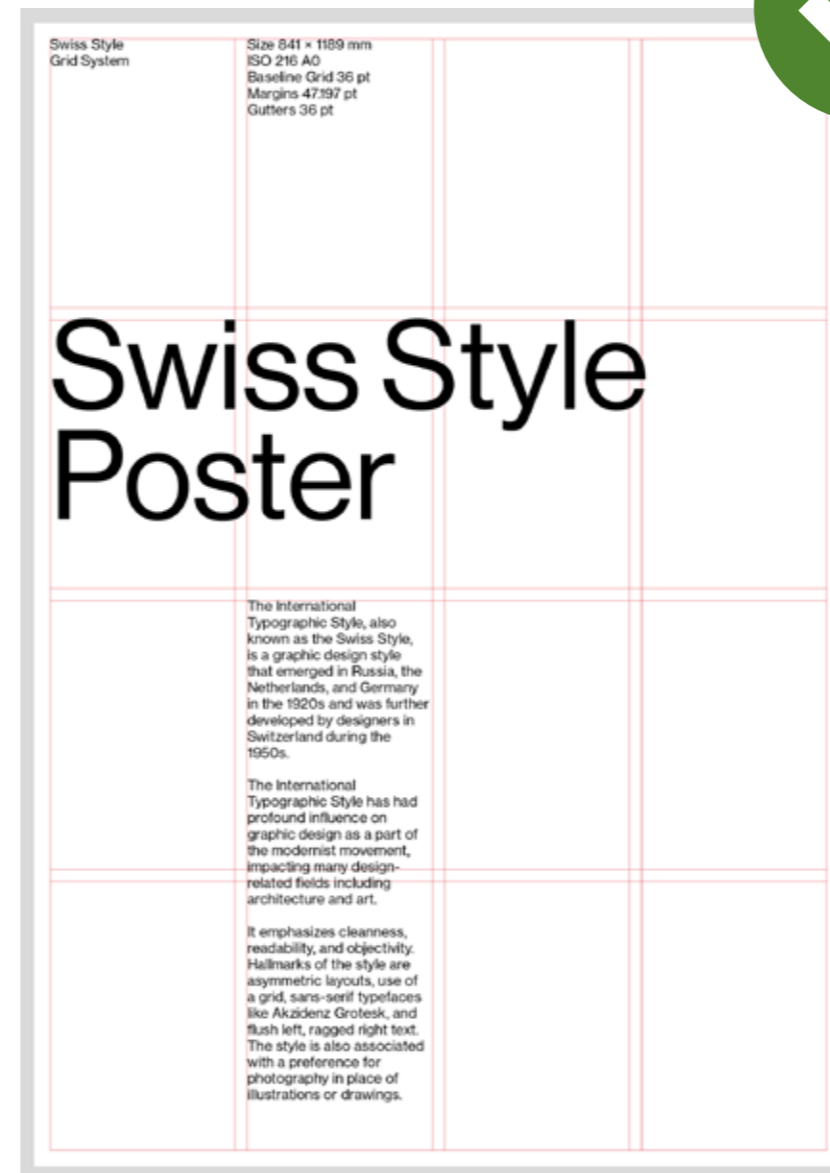 Swiss Style
Grid System
Size 841 × 1189 mm
ISO 216 A0
Baseline Grid 36 pt
Margins 47.197 pt
Gutters 36 pt
Swiss Style
Poster
The International
Typographic Style, also
known as the Swiss Style,
is a graphic design style
that emerged in Russia, the
Netherlands, and Germany
in the 1920s and was further
developed by designers in
Switzerland during the
1950s.
The International
Typographic Style has had
profound influence on
graphic design as a part of
the modernist movement,
impacting many design-
related fields including
architecture and art.
It emphasizes cleanness,
readability, and objectivity.
Hallmarks of the style are
asymmetric layouts, use of
a grid, sans-serif typefaces
like Akzidenz Grotesk, and
flush left, ragged right text.
The style is also associated
with a preference for
photography in place of
illustrations or drawings.